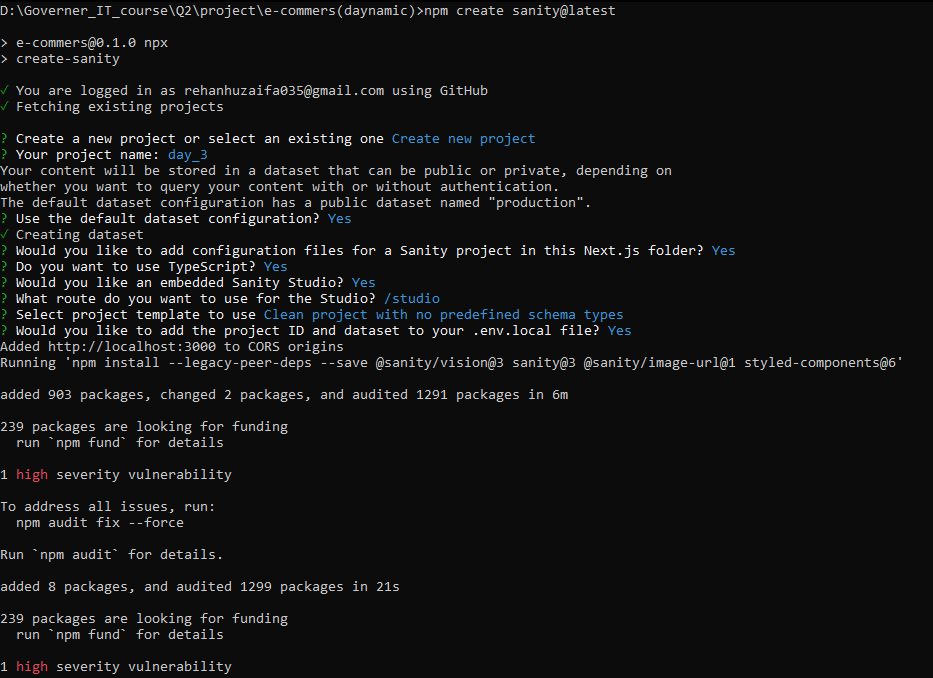 D:\Governer_IT_course\Q2\project\e-commers(daynamic)>npm create sanity@latest
> e-commers@0.1.0 npx
> create-sanity
✓ You are logged in as rehanhuzaifa035@gmail.com using GitHub
✓ Fetching existing projects
? Create a new project or select an existing one Create new project
? Your project name: day_3
Your content will be stored in a dataset that can be public or private, depending on
whether you want to query your content with or without authentication.
The default dataset configuration has a public dataset named "production".
? Use the default dataset configuration? Yes
✓ Creating dataset
? Would you like to add configuration files for a Sanity project in this Next.js folder? Yes
? Do you want to use TypeScript? Yes
? Would you like an embedded Sanity Studio? Yes
? What route do you want to use for the Studio? /studio
? Select project template to use Clean project with no predefined schema types
? Would you like to add the project ID and dataset to your .env.local file? Yes
Added http://localhost:3000 to CORS origins
Running 'npm install --legacy-peer-deps --save @sanity/vision@3 sanity@3 @sanity/image-url@1 styled-components@6'
added 903 packages, changed 2 packages, and audited 1291 packages in 6m
239 packages are looking for funding
  run `npm fund` for details
1 high severity vulnerability
To address all issues, run:
  npm audit fix --force
Run `npm audit` for details.
added 8 packages, and audited 1299 packages in 21s
239 packages are looking for funding
  run `npm fund` for details
1 high severity vulnerability